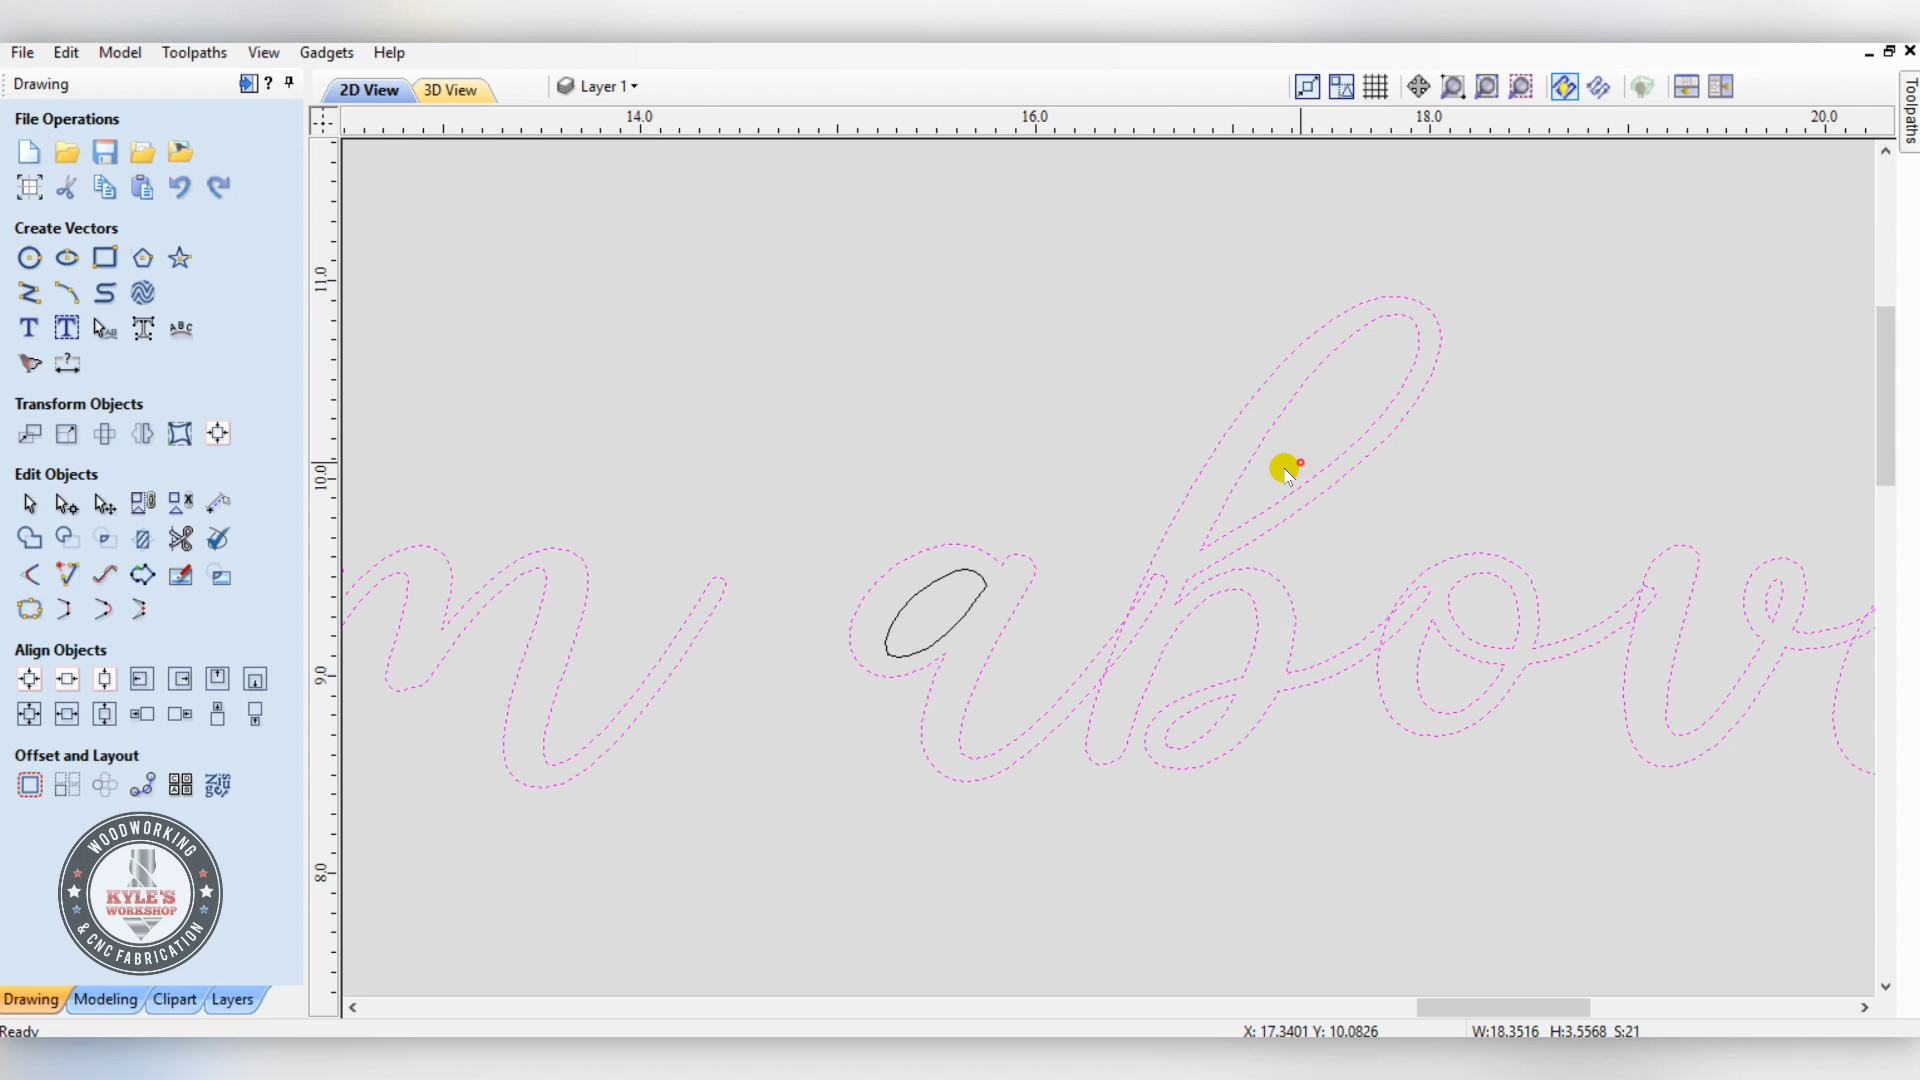 File Edit Model Toolpaths View Gadgets Help
Drawing
2D View 3D View Layer 1
Toolpaths
14.0 16.0 18.0 20.0
File Operations
Create Vectors
11.0
Transform Objects
10.0
Edit Objects
n abov
Align Objects
9.0
Offset and Layout
8.0
WOODWORKING
KYLE'S
WORKSHOP
& CNC FABRICATION
Drawing Modeling Clipart Layers
Ready X: 17.3401 Y: 10.0826 W:18.3516 H:3.5568 S:21